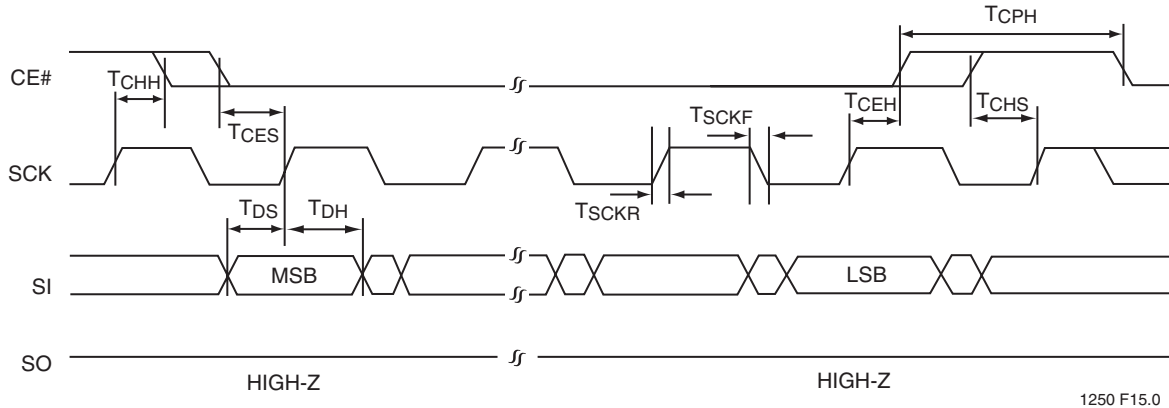 TCPH
CE#
TCHH
TCES
TSCKF
TCEH
TCHS
SCK
TDS
TDH
TSCKR
SI
MSB
LSB
SO
HIGH-Z
HIGH-Z
1250 F15.0